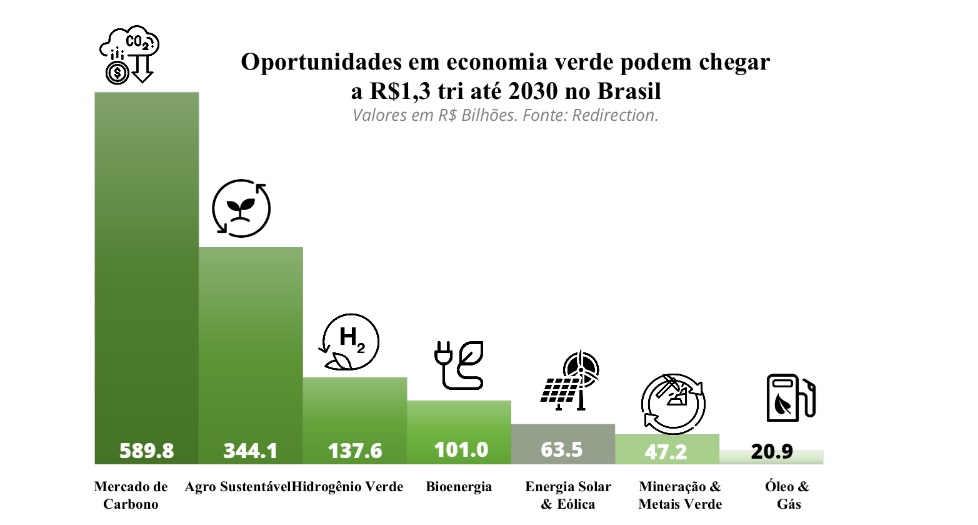 CO2
Oportunidades em economia verde podem chegar
a R$1,3 tri até 2030 no Brasil
Valores em R$ Bilhões. Fonte: Redirection.
$
H2
589.8
344.1
137.6
101.0
63.5
47.2
20.9
Mercado de
Carbono
Agro Sustentável
Hidrogênio Verde
Bioenergia
Energia Solar
& Eólica
Mineração &
Metais Verde
Óleo &
Gás